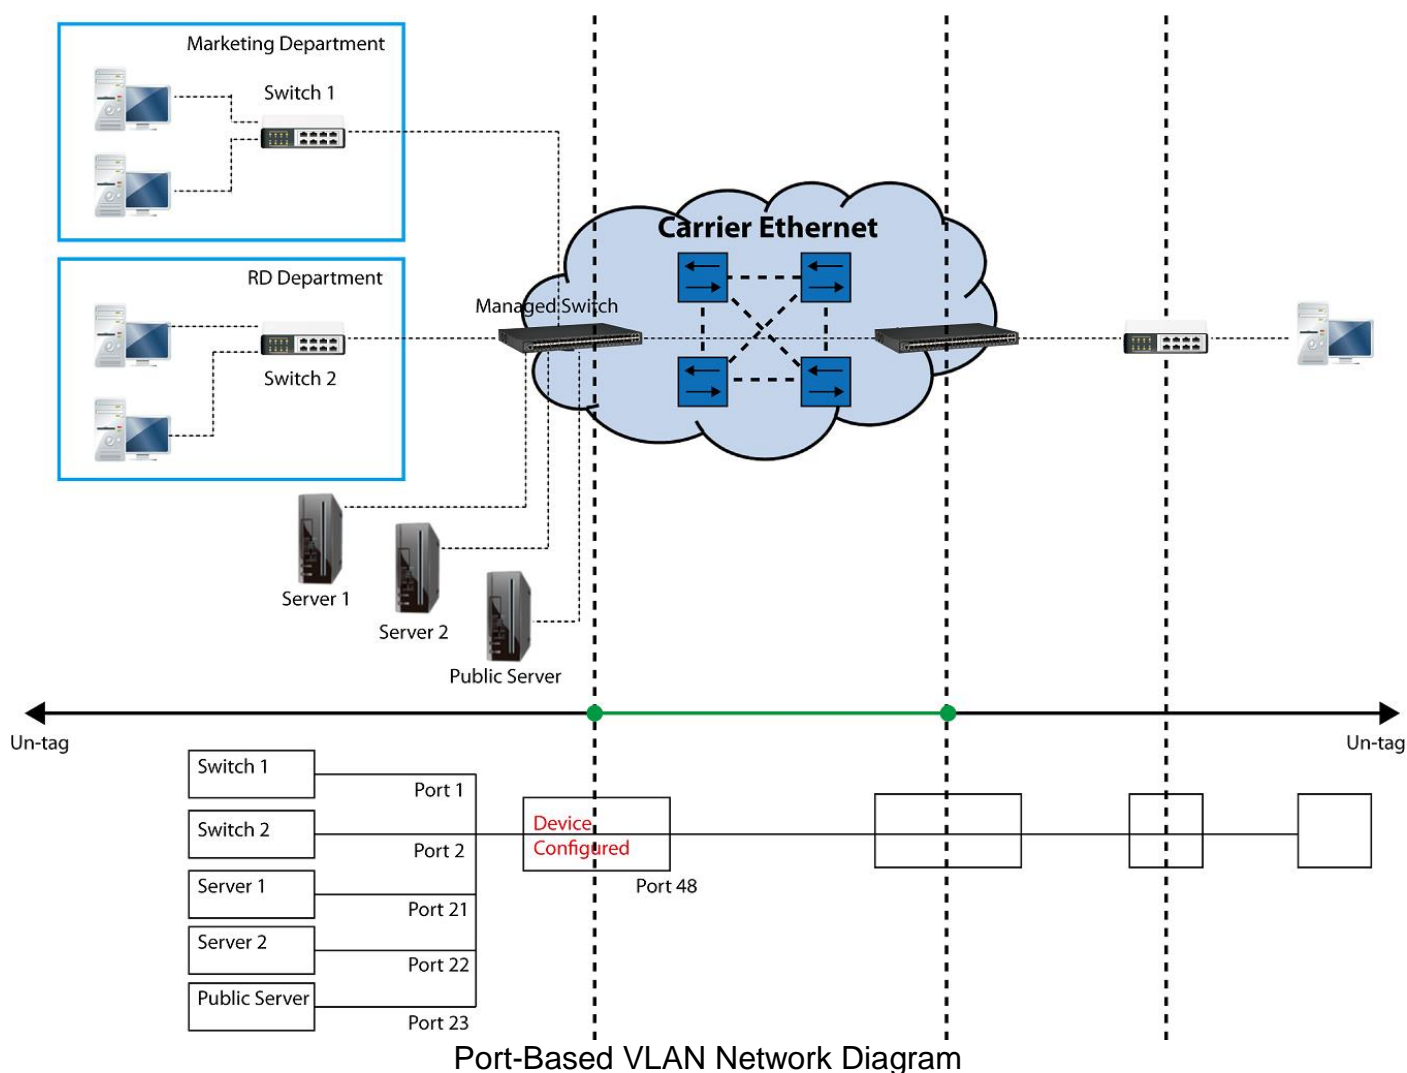 Marketing Department
Switch 1
Carrier Ethernet
RD Department
Managed Switch
Switch 2
Server 1
Server 2
Public Server
Un-tag
Un-tag
Switch 1
Port 1
Switch 2
Port 2
Device
Configured
Port 48
Server 1
Port 21
Server 2
Port 22
Public Server
Port 23
Port-Based VLAN Network Diagram